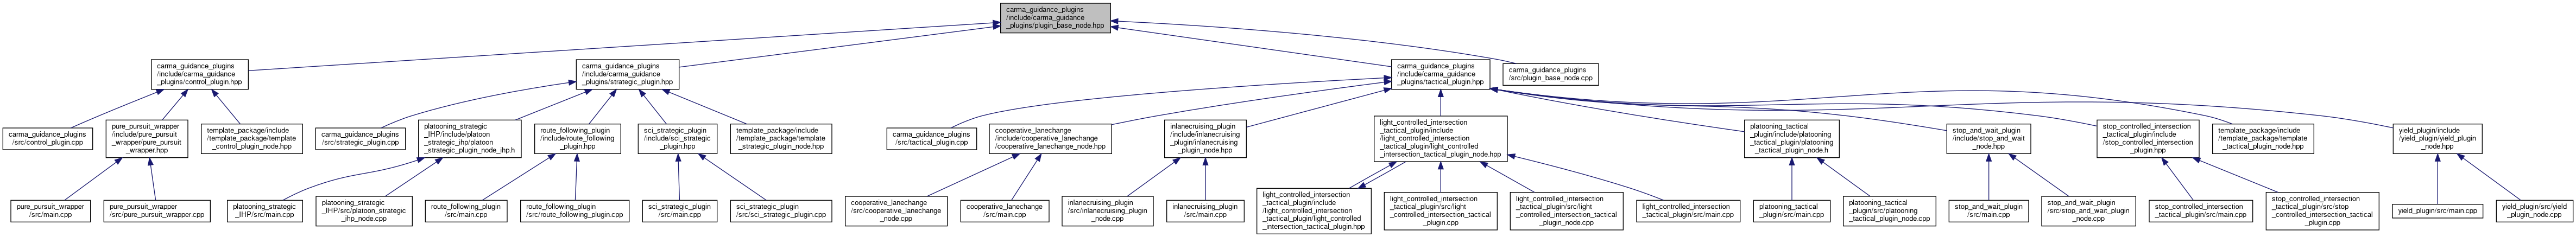 carma_guidance_plugins
/include/carma_guidance
_plugins/plugin_base_node.hpp
carma_guidance_plugins
/include/carma_guidance
_plugins/control_plugin.hpp
carma_guidance_plugins
/include/carma_guidance
_plugins/strategic_plugin.hpp
carma_guidance_plugins
/include/carma_guidance
_plugins/tactical_plugin.hpp
carma_guidance_plugins
/src/plugin_base_node.cpp
carma_guidance_plugins
/src/control_plugin.cpp
pure_pursuit_wrapper
/include/pure_pursuit
_wrapper/pure_pursuit
_wrapper.hpp
template_package/include
/template_package/template
_control_plugin_node.hpp
carma_guidance_plugins
/src/strategic_plugin.cpp
platooning_strategic
_IHP/include/platoon
_strategic_ihp/platoon
_strategic_plugin_node_ihp.h
route_following_plugin
/include/route_following
_plugin.hpp
sci_strategic_plugin
/include/sci_strategic
_plugin.hpp
template_package/include
/template_package/template
_strategic_plugin_node.hpp
carma_guidance_plugins
/src/tactical_plugin.cpp
cooperative_lanechange
/include/cooperative_lanechange
/cooperative_lanechange_node.hpp
inlanecruising_plugin
/include/inlanecruising
_plugin/inlanecruising
_plugin_node.hpp
light_controlled_intersection
_tactical_plugin/include
/light_controlled_intersection
_tactical_plugin/light_controlled
_intersection_tactical_plugin_node.hpp
platooning_tactical
_plugin/include/platooning
_tactical_plugin/platooning
_tactical_plugin_node.h
stop_and_wait_plugin
/include/stop_and_wait
_node.hpp
stop_controlled_intersection
_tactical_plugin/include
/stop_controlled_intersection
_plugin.hpp
template_package/include
/template_package/template
_tactical_plugin_node.hpp
yield_plugin/include
/yield_plugin/yield_plugin
_node.hpp
pure_pursuit_wrapper
/src/main.cpp
pure_pursuit_wrapper
/src/pure_pursuit_wrapper.cpp
platooning_strategic
_IHP/src/main.cpp
platooning_strategic
_IHP/src/platoon_strategic
_ihp_node.cpp
route_following_plugin
/src/main.cpp
route_following_plugin
/src/route_following_plugin.cpp
sci_strategic_plugin
/src/main.cpp
sci_strategic_plugin
/src/sci_strategic_plugin.cpp
cooperative_lanechange
/src/cooperative_lanechange
_node.cpp
cooperative_lanechange
/src/main.cpp
inlanecruising_plugin
/src/inlanecruising_plugin
_node.cpp
inlanecruising_plugin
/src/main.cpp
light_controlled_intersection
_tactical_plugin/include
/light_controlled_intersection
_tactical_plugin/light_controlled
_intersection_tactical_plugin.hpp
light_controlled_intersection
_tactical_plugin/src/light
_controlled_intersection_tactical
_plugin.cpp
light_controlled_intersection
_tactical_plugin/src/light
_controlled_intersection_tactical
_plugin_node.cpp
light_controlled_intersection
_tactical_plugin/src/main.cpp
platooning_tactical
_plugin/src/main.cpp
platooning_tactical
_plugin/src/platooning
_tactical_plugin_node.cpp
stop_and_wait_plugin
/src/main.cpp
stop_and_wait_plugin
/src/stop_and_wait_plugin
_node.cpp
stop_controlled_intersection
_tactical_plugin/src/main.cpp
stop_controlled_intersection
_tactical_plugin/src/stop
_controlled_intersection_tactical
_plugin.cpp
yield_plugin/src/main.cpp
yield_plugin/src/yield
_plugin_node.cpp